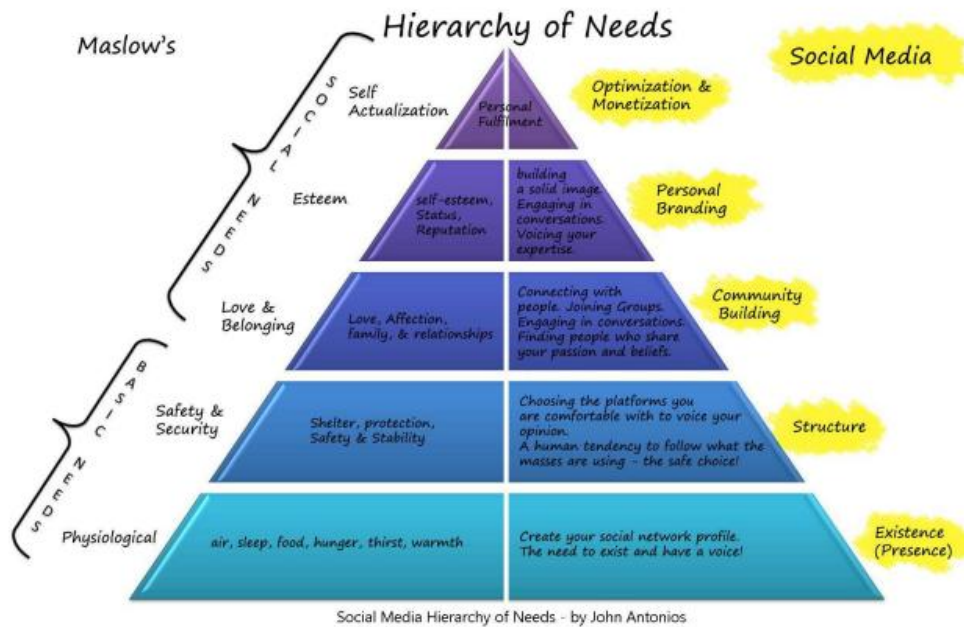 Hierarchy of Needs
Maslow's
Social Media
SOCIAL NEEDS
BASIC NEEDS
Self
Actualization
Personal
Fulfilment
Optimization &
Monetization
Esteem
self-esteem,
Status,
Reputation
building
a solid image.
Engaging in
conversations.
Voicing your
expertise.
Personal
Branding
Love &
Belonging
Love, Affection,
family, & relationships
Connecting with
people. Joining Groups.
Engaging in conversations.
Finding people who share
your passion and beliefs.
Community
Building
Safety &
Security
Shelter, protection,
Safety & Stability
Choosing the platforms you
are comfortable with to voice your
opinion.
A human tendency to follow what the
masses are using - the safe choice!
Structure
Physiological
air, sleep, food, hunger, thirst, warmth
Create your social network profile.
The need to exist and have a voice!
Existence
(Presence)
Social Media Hierarchy of Needs - by John Antonios